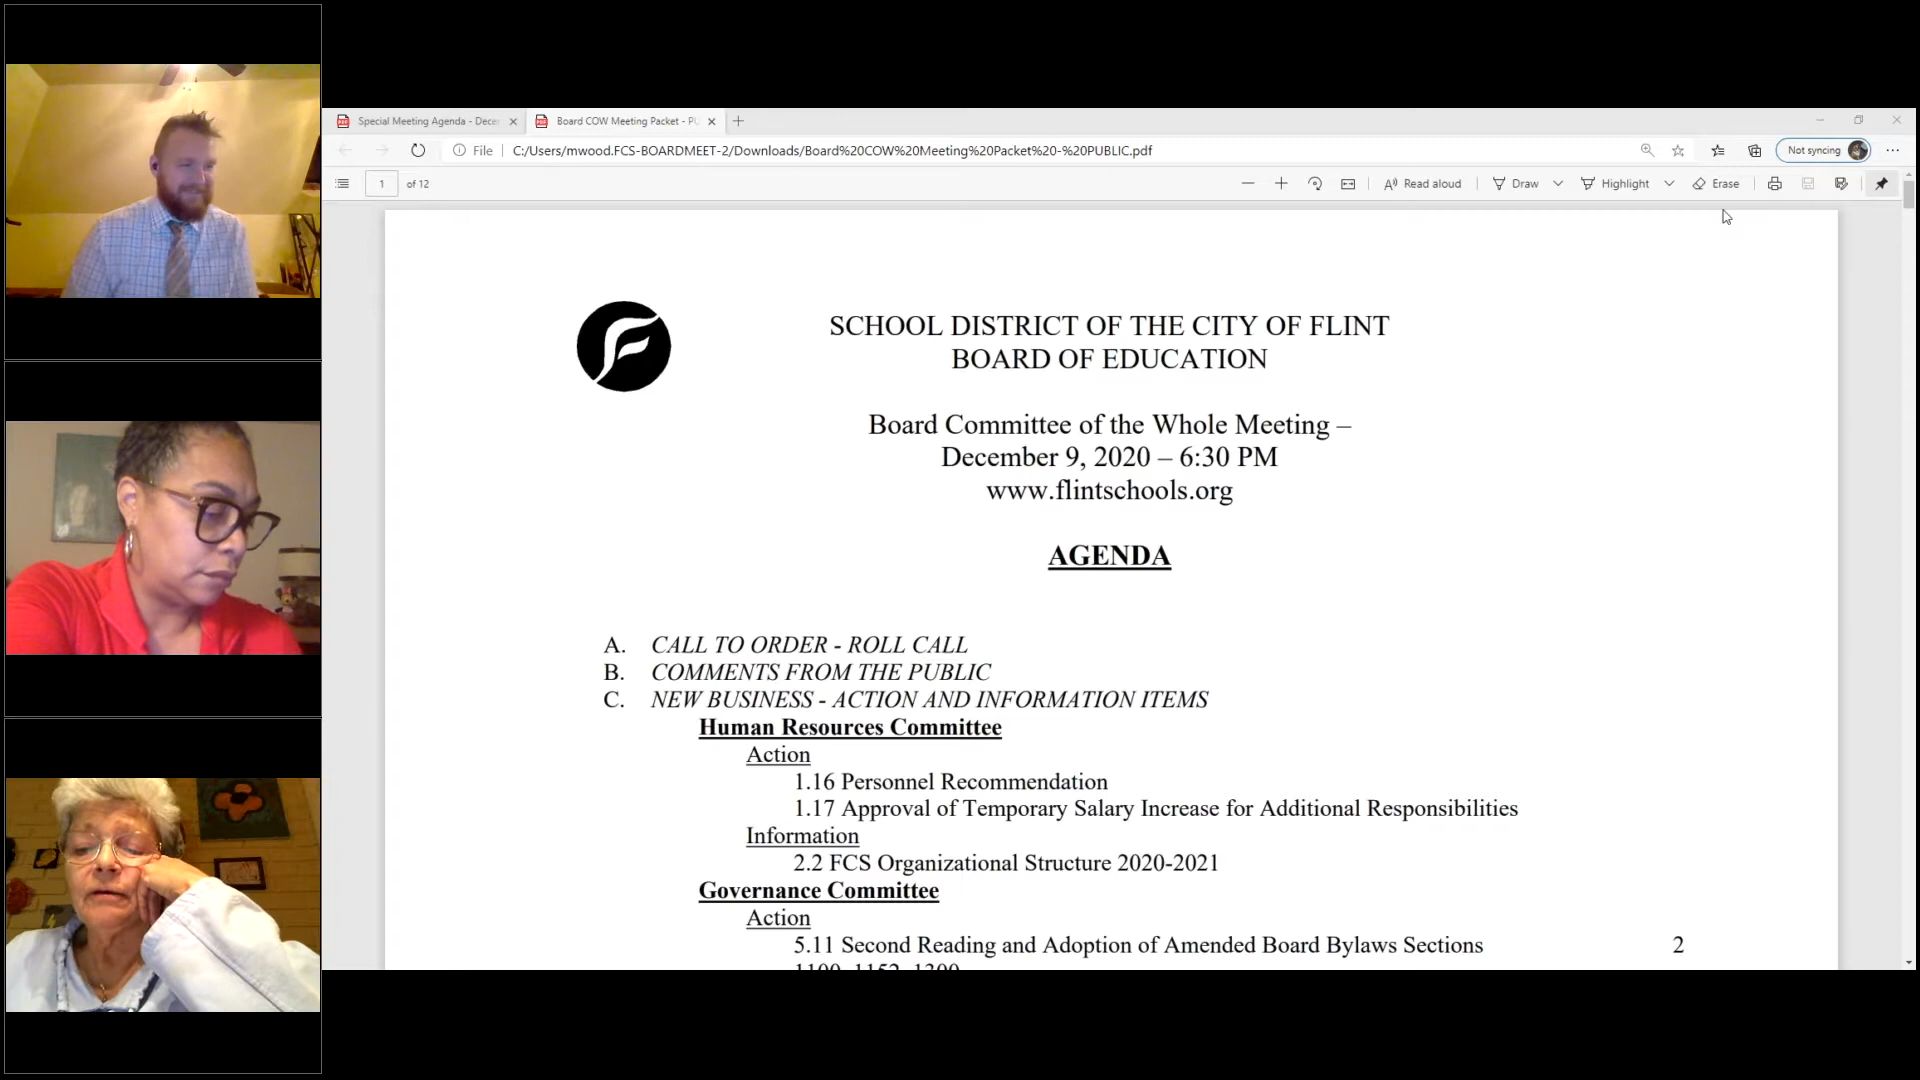 Special Meeting Agenda - Dece
Board COW Meeting Packet - PU
File
C:/Users/mwood.FCS-BOARDMEET-2/Downloads/Board%20COW%20Meeting%20Packet%20-%20PUBLIC.pdf
Not syncing
1 of 12
Read aloud
Draw
Highlight
Erase
SCHOOL DISTRICT OF THE CITY OF FLINT
BOARD OF EDUCATION
Board Committee of the Whole Meeting –
December 9, 2020 – 6:30 PM
www.flintschools.org
AGENDA
A. CALL TO ORDER - ROLL CALL
B. COMMENTS FROM THE PUBLIC
C. NEW BUSINESS - ACTION AND INFORMATION ITEMS
Human Resources Committee
Action
1.16 Personnel Recommendation
1.17 Approval of Temporary Salary Increase for Additional Responsibilities
Information
2.2 FCS Organizational Structure 2020-2021
Governance Committee
Action
5.11 Second Reading and Adoption of Amended Board Bylaws Sections 2
1100, 1152, 1300